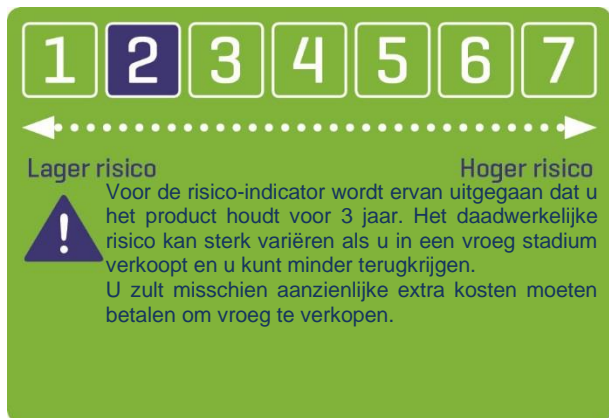 1 2 3 4 5 6 7
Lager risico Hoger risico
Voor de risico-indicator wordt ervan uitgegaan dat u
het product houdt voor 3 jaar. Het daadwerkelijke
risico kan sterk variëren als u in een vroeg stadium
verkoopt en u kunt minder terugkrijgen.
U zult misschien aanzienlijke extra kosten moeten
betalen om vroeg te verkopen.